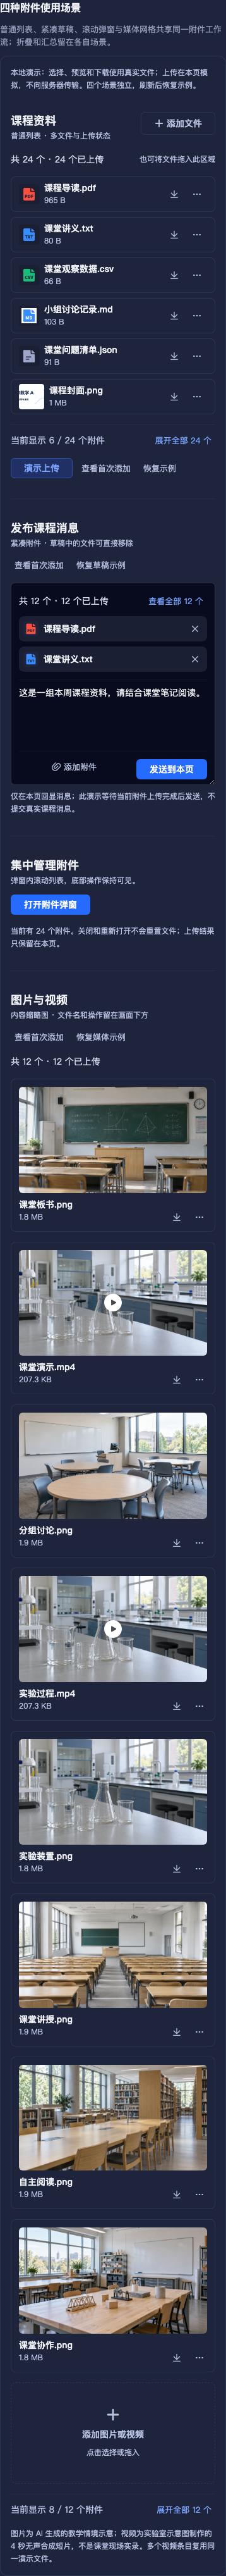 四种附件使用场景
普通列表、紧凑草稿、滚动弹窗与媒体网格共享同一附件工作
流；折叠和汇总留在各自场景。
本地演示：选择、预览和下载使用真实文件；上传在本页模
拟，不向服务器传输。四个场景独立，刷新后恢复示例。
课程资料
普通列表 · 多文件与上传状态
添加文件
共 24 个 · 24 个已上传
也可将文件拖入此区域
课程导读.pdf
965 B
课堂讲义.txt
80 B
课堂观察数据.csv
66 B
小组讨论记录.md
103 B
课堂问题清单.json
91 B
课程封面.png
1 MB
当前显示 6 / 24 个附件
展开全部 24 个
演示上传
查看首次添加
恢复示例
发布课程消息
紧凑附件 · 草稿中的文件可直接移除
查看首次添加
恢复草稿示例
共 12 个 · 12 个已上传
查看全部 12 个
课程导读.pdf
课堂讲义.txt
这是一组本周课程资料，请结合课堂笔记阅读。
添加附件
发送到本页
仅在本页回显消息；此演示等待当前附件上传完成后发送，不
提交真实课程消息。
集中管理附件
弹窗内滚动列表，底部操作保持可见。
打开附件弹窗
当前有 24 个附件。关闭和重新打开不会重置文件；上传结果
只保留在本页。
图片与视频
内容缩略图 · 文件名和操作留在画面下方
查看首次添加
恢复媒体示例
共 12 个 · 12 个已上传
课堂板书.png
1.8 MB
课堂演示.mp4
207.3 KB
分组讨论.png
1.9 MB
实验过程.mp4
207.3 KB
实验装置.png
1.8 MB
课堂讲授.png
1.9 MB
自主阅读.png
1.9 MB
课堂协作.png
1.8 MB
添加图片或视频
点击选择或拖入
当前显示 8 / 12 个附件
展开全部 12 个
图片为 AI 生成的教学情境示意；视频为实验室示意图制作的
4 秒无声合成短片，不是课堂现场实录。多个视频条目复用同
一演示文件。